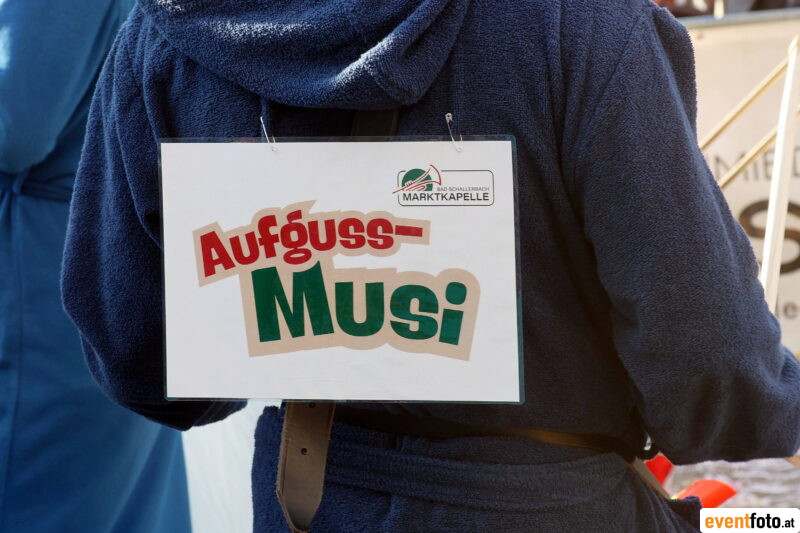 BAD SCHALLERBACH
MARKTKAPELLE
Aufguss-
Musi
eventfoto.at